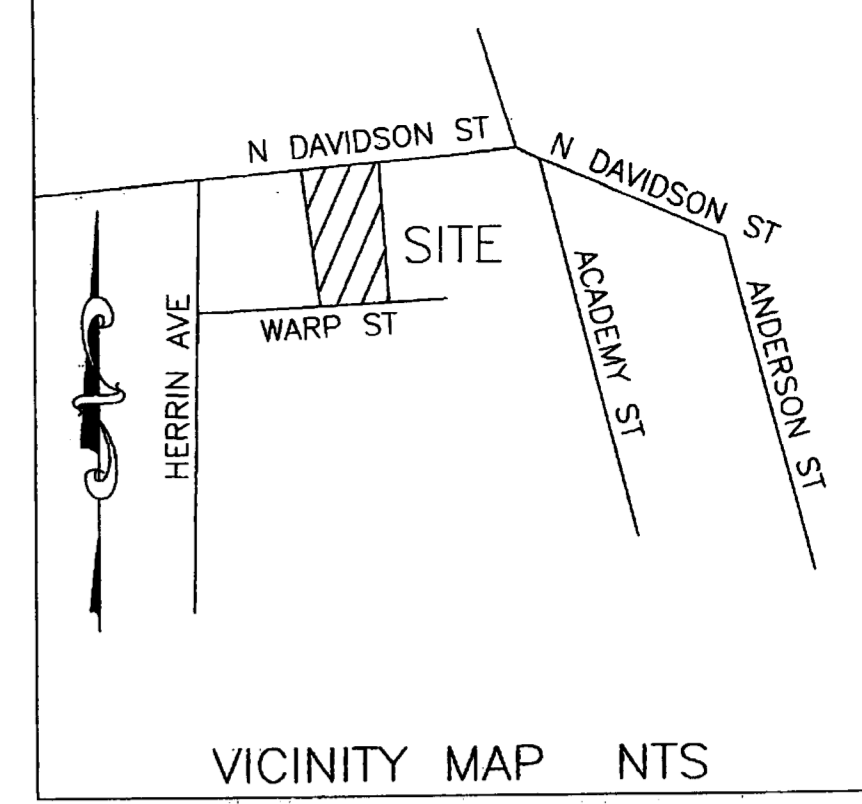 N DAVIDSON ST
N DAVIDSON ST
SITE
HERRIN AVE
WARP ST
ACADEMY ST
ANDERSON ST
VICINITY MAP NTS